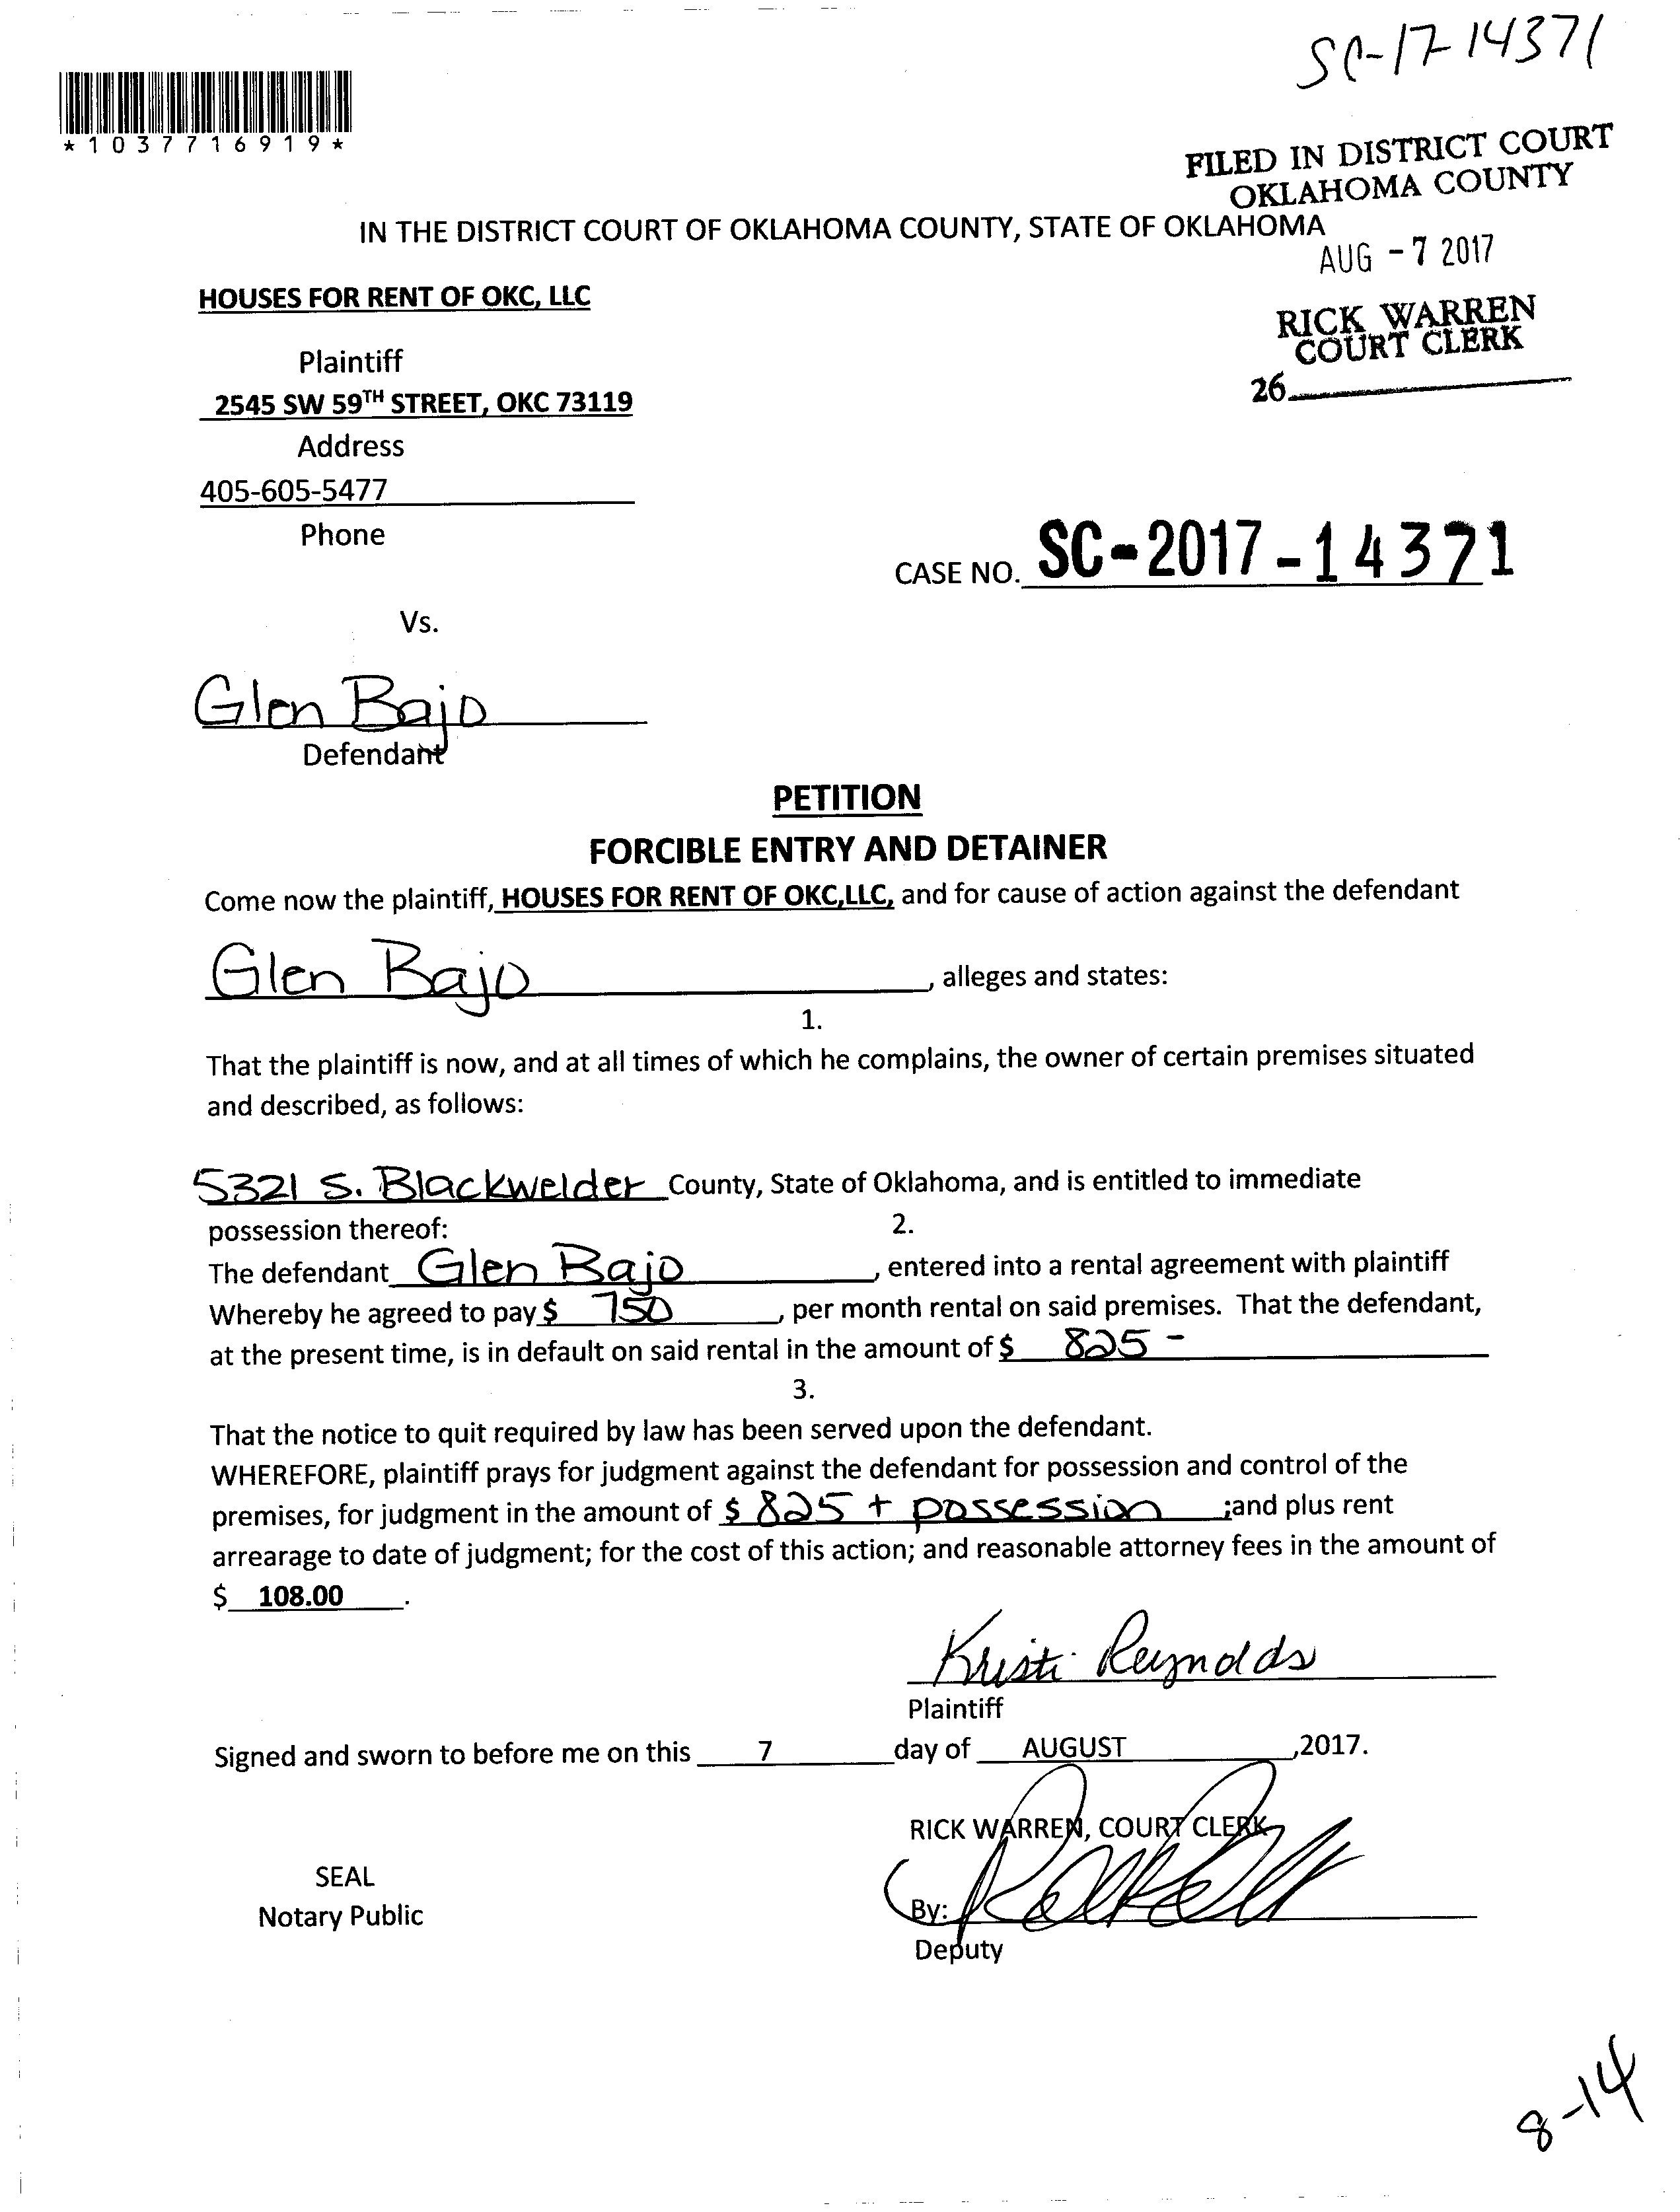 SC-17-14371
*1037716919*
FILED IN DISTRICT COURT
OKLAHOMA COUNTY
IN THE DISTRICT COURT OF OKLAHOMA COUNTY, STATE OF OKLAHOMA
AUG -7 2017
HOUSES FOR RENT OF OKC, LLC
RICK WARREN
COURT CLERK
Plaintiff
26
2545 SW 59TH STREET, OKC 73119
Address
405-605-5477
Phone
CASE NO. SC-2017-14371
Vs.
Glen Bajo
Defendant
PETITION
FORCIBLE ENTRY AND DETAINER
Come now the plaintiff, HOUSES FOR RENT OF OKC,LLC, and for cause of action against the defendant
Glen Bajo, alleges and states:
1.
That the plaintiff is now, and at all times of which he complains, the owner of certain premises situated
and described, as follows:
5321 S. Blackwelder County, State of Oklahoma, and is entitled to immediate
possession thereof:
2.
The defendant Glen Bajo, entered into a rental agreement with plaintiff
Whereby he agreed to pay $ 750, per month rental on said premises. That the defendant,
at the present time, is in default on said rental in the amount of $ 825 -
3.
That the notice to quit required by law has been served upon the defendant.
WHEREFORE, plaintiff prays for judgment against the defendant for possession and control of the
premises, for judgment in the amount of $ 825 + possession ;and plus rent
arrearage to date of judgment; for the cost of this action; and reasonable attorney fees in the amount of
$ 108.00.
Kristi Reynolds
Plaintiff
Signed and sworn to before me on this 7 day of AUGUST ,2017.
RICK WARREN, COURT CLERK
SEAL
Notary Public
By:
Deputy
8-14